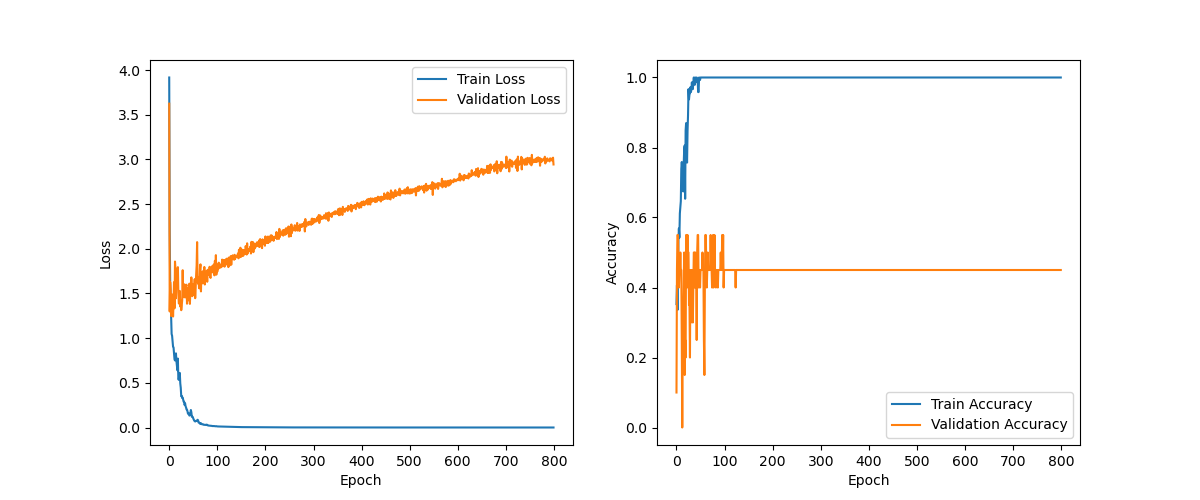 4.0
3.5
3.0
2.5
2.0
1.5
1.0
0.5
0.0
Loss
0 100 200 300 400 500 600 700 800
Epoch
Train Loss
Validation Loss
1.0
0.8
0.6
0.4
0.2
0.0
Accuracy
0 100 200 300 400 500 600 700 800
Epoch
Train Accuracy
Validation Accuracy